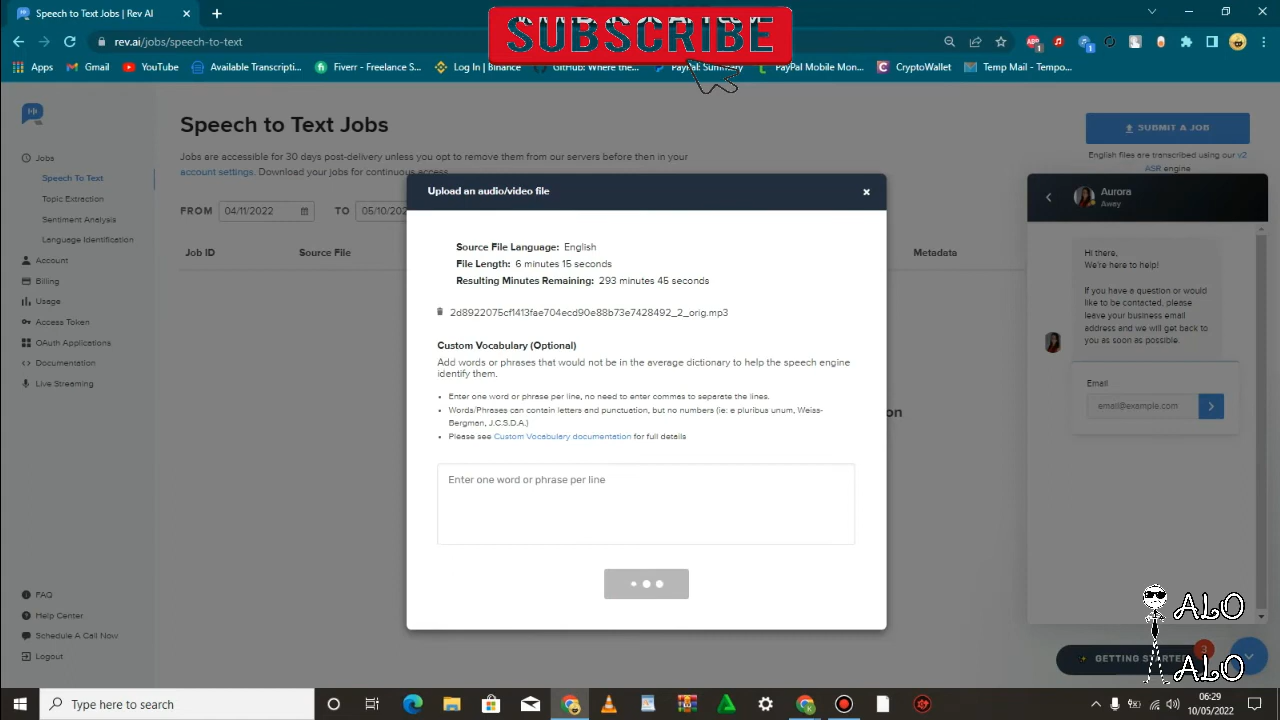 Speech to Text Jobs | Rev AI
SUBSCRIBE
rev.ai/jobs/speech-to-text
Apps
Gmail
YouTube
Available Transcripti...
Fiverr - Freelance S...
Log In | Binance
GitHub: Where the...
PayPal Mobile Mon...
CryptoWallet
Temp Mail - Tempo...
Speech to Text Jobs
SUBMIT A JOB
Jobs are accessible for 30 days post-delivery unless you opt to remove them from our servers before then in your
account settings. Download your jobs for continuous access.
English files are transcribed using our v2
ASR engine
Jobs
Speech To Text
Topic Extraction
Sentiment Analysis
Language Identification
Account
Billing
Usage
Access Token
OAuth Applications
Documentation
Live Streaming
FAQ
Help Center
Schedule A Call Now
Logout
FROM 04/11/2022 TO 05/10/202
Job ID Source File Metadata
Upload an audio/video file
Source File Language: English
File Length: 6 minutes 15 seconds
Resulting Minutes Remaining: 293 minutes 45 seconds
2d8922075cf1413fae704ecd90e88b73e7428492_2_orig.mp3
Custom Vocabulary (Optional)
Add words or phrases that would not be in the average dictionary to help the speech engine
identify them.
Enter one word or phrase per line, no need to enter commas to separate the lines.
Words/Phrases can contain letters and punctuation, but no numbers (ie: e pluribus unum, Weiss-
Bergman, J.C.S.D.A.)
Please see Custom Vocabulary documentation for full details
Enter one word or phrase per line
on
Aurora
Away
Hi there,
We're here to help!
If you have a question or would
like to be contacted, please
leave your business email
address and we will get back to
you as soon as possible.
Email
email@example.com
GETTING STARTE
3
ALO
ALO
Type here to search
06:29
10/05/2022